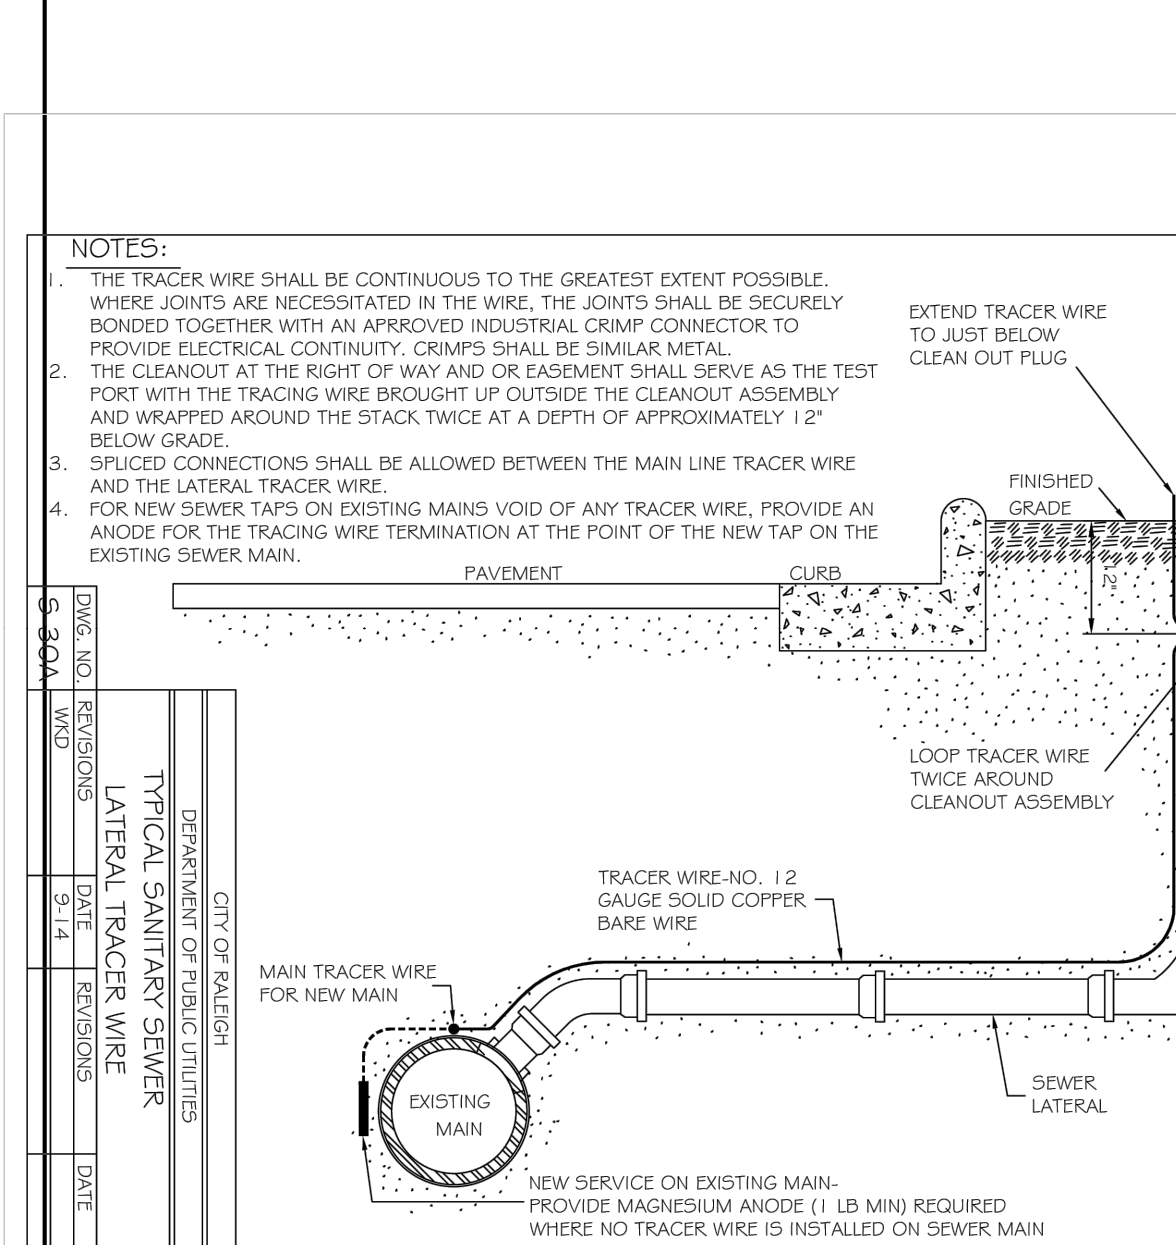 NOTES:
1. THE TRACER WIRE SHALL BE CONTINUOUS TO THE GREATEST EXTENT POSSIBLE.
WHERE JOINTS ARE NECESSITATED IN THE WIRE, THE JOINTS SHALL BE SECURELY
BONDED TOGETHER WITH AN APRROVED INDUSTRIAL CRIMP CONNECTOR TO
PROVIDE ELECTRICAL CONTINUITY. CRIMPS SHALL BE SIMILAR METAL.
2. THE CLEANOUT AT THE RIGHT OF WAY AND OR EASEMENT SHALL SERVE AS THE TEST
PORT WITH THE TRACING WIRE BROUGHT UP OUTSIDE THE CLEANOUT ASSEMBLY
AND WRAPPED AROUND THE STACK TWICE AT A DEPTH OF APPROXIMATELY 12"
BELOW GRADE.
3. SPLICED CONNECTIONS SHALL BE ALLOWED BETWEEN THE MAIN LINE TRACER WIRE
AND THE LATERAL TRACER WIRE.
4. FOR NEW SEWER TAPS ON EXISTING MAINS VOID OF ANY TRACER WIRE, PROVIDE AN
ANODE FOR THE TRACING WIRE TERMINATION AT THE POINT OF THE NEW TAP ON THE
EXISTING SEWER MAIN.
EXTEND TRACER WIRE
TO JUST BELOW
CLEAN OUT PLUG
FINISHED
GRADE
12"
PAVEMENT
CURB
LOOP TRACER WIRE
TWICE AROUND
CLEANOUT ASSEMBLY
TRACER WIRE-NO. 12
GAUGE SOLID COPPER
BARE WIRE
MAIN TRACER WIRE
FOR NEW MAIN
EXISTING
MAIN
SEWER
LATERAL
NEW SERVICE ON EXISTING MAIN-
PROVIDE MAGNESIUM ANODE (1 LB MIN) REQUIRED
WHERE NO TRACER WIRE IS INSTALLED ON SEWER MAIN
CITY OF RALEIGH
DEPARTMENT OF PUBLIC UTILITIES
TYPICAL SANITARY SEWER
LATERAL TRACER WIRE
DWG. NO. REVISIONS DATE REVISIONS DATE
S-30A WKD 9-14